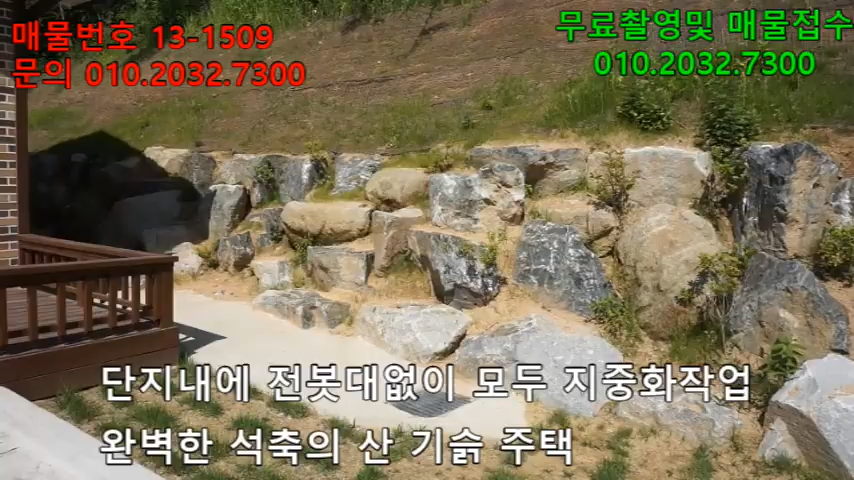 매물번호 13-1509
문의 010.2032.7300
무료촬영및 매물접수
010.2032.7300
단지내에 전봇대없이 모두 지중화작업
완벽한 석축의 산 기슭 주택